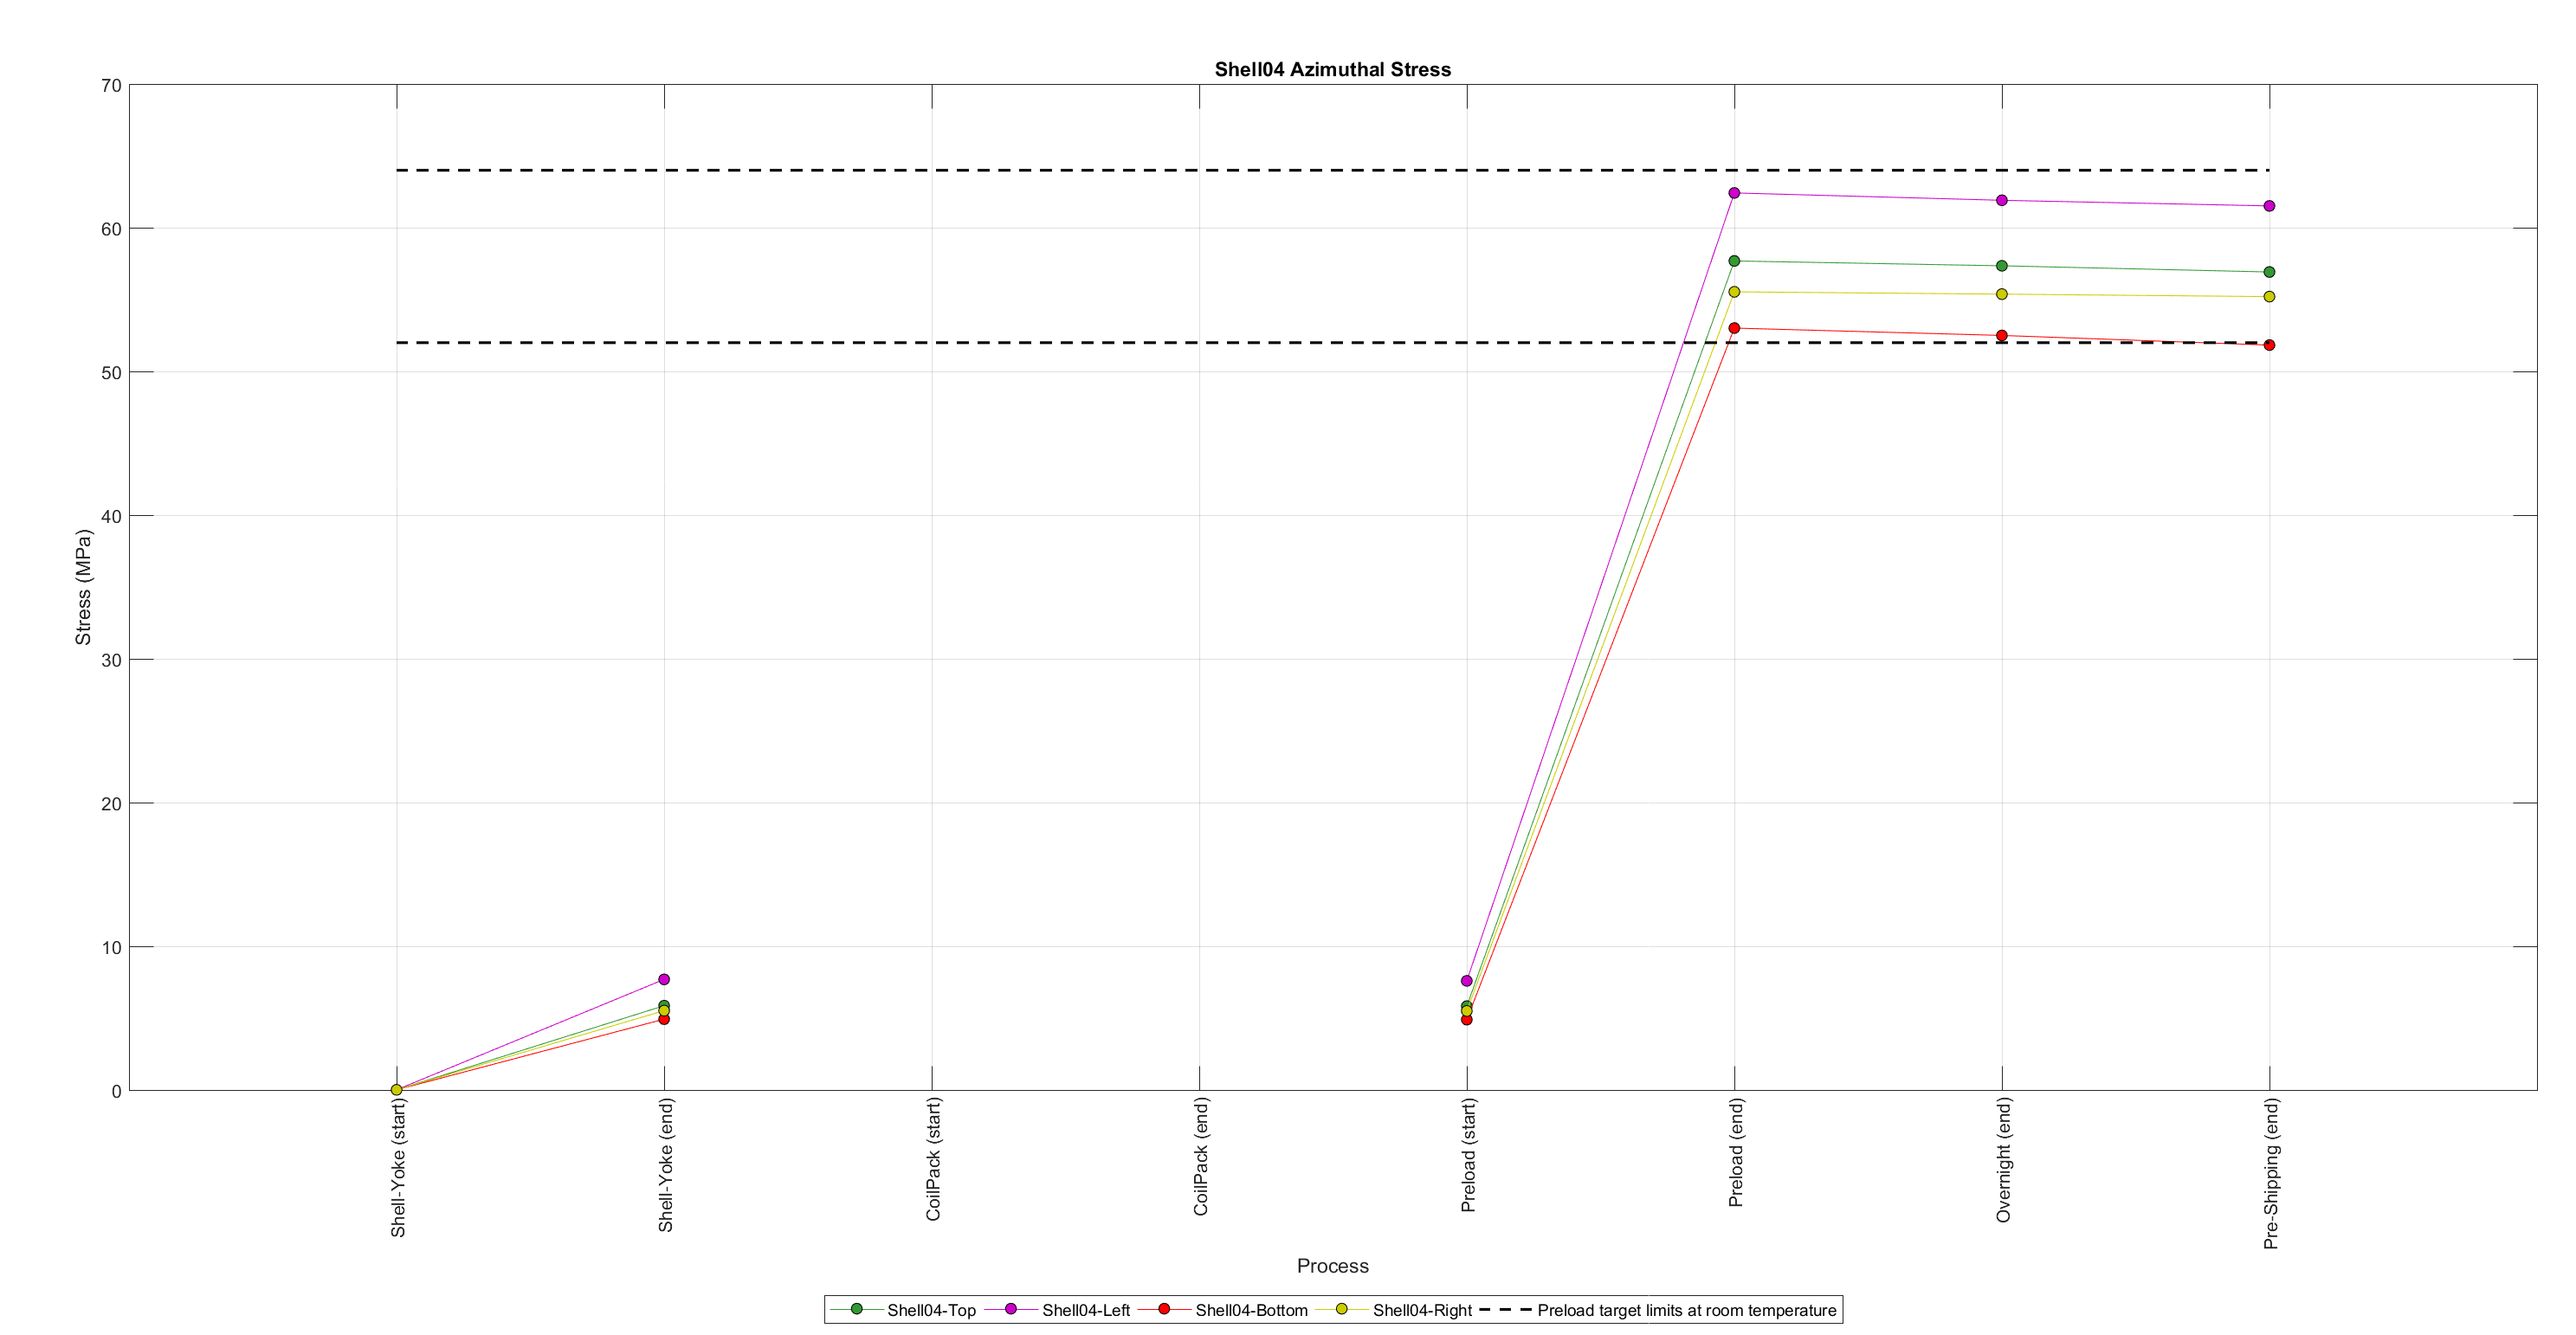 Shell04 Azimuthal Stress
70
60
50
40
30
20
10
0
Stress (MPa)
Shell-Yoke (start)
Shell-Yoke (end)
CoilPack (start)
CoilPack (end)
Preload (start)
Preload (end)
Overnight (end)
Pre-Shipping (end)
Process
Shell04-Top Shell04-Left Shell04-Bottom Shell04-Right Preload target limits at room temperature